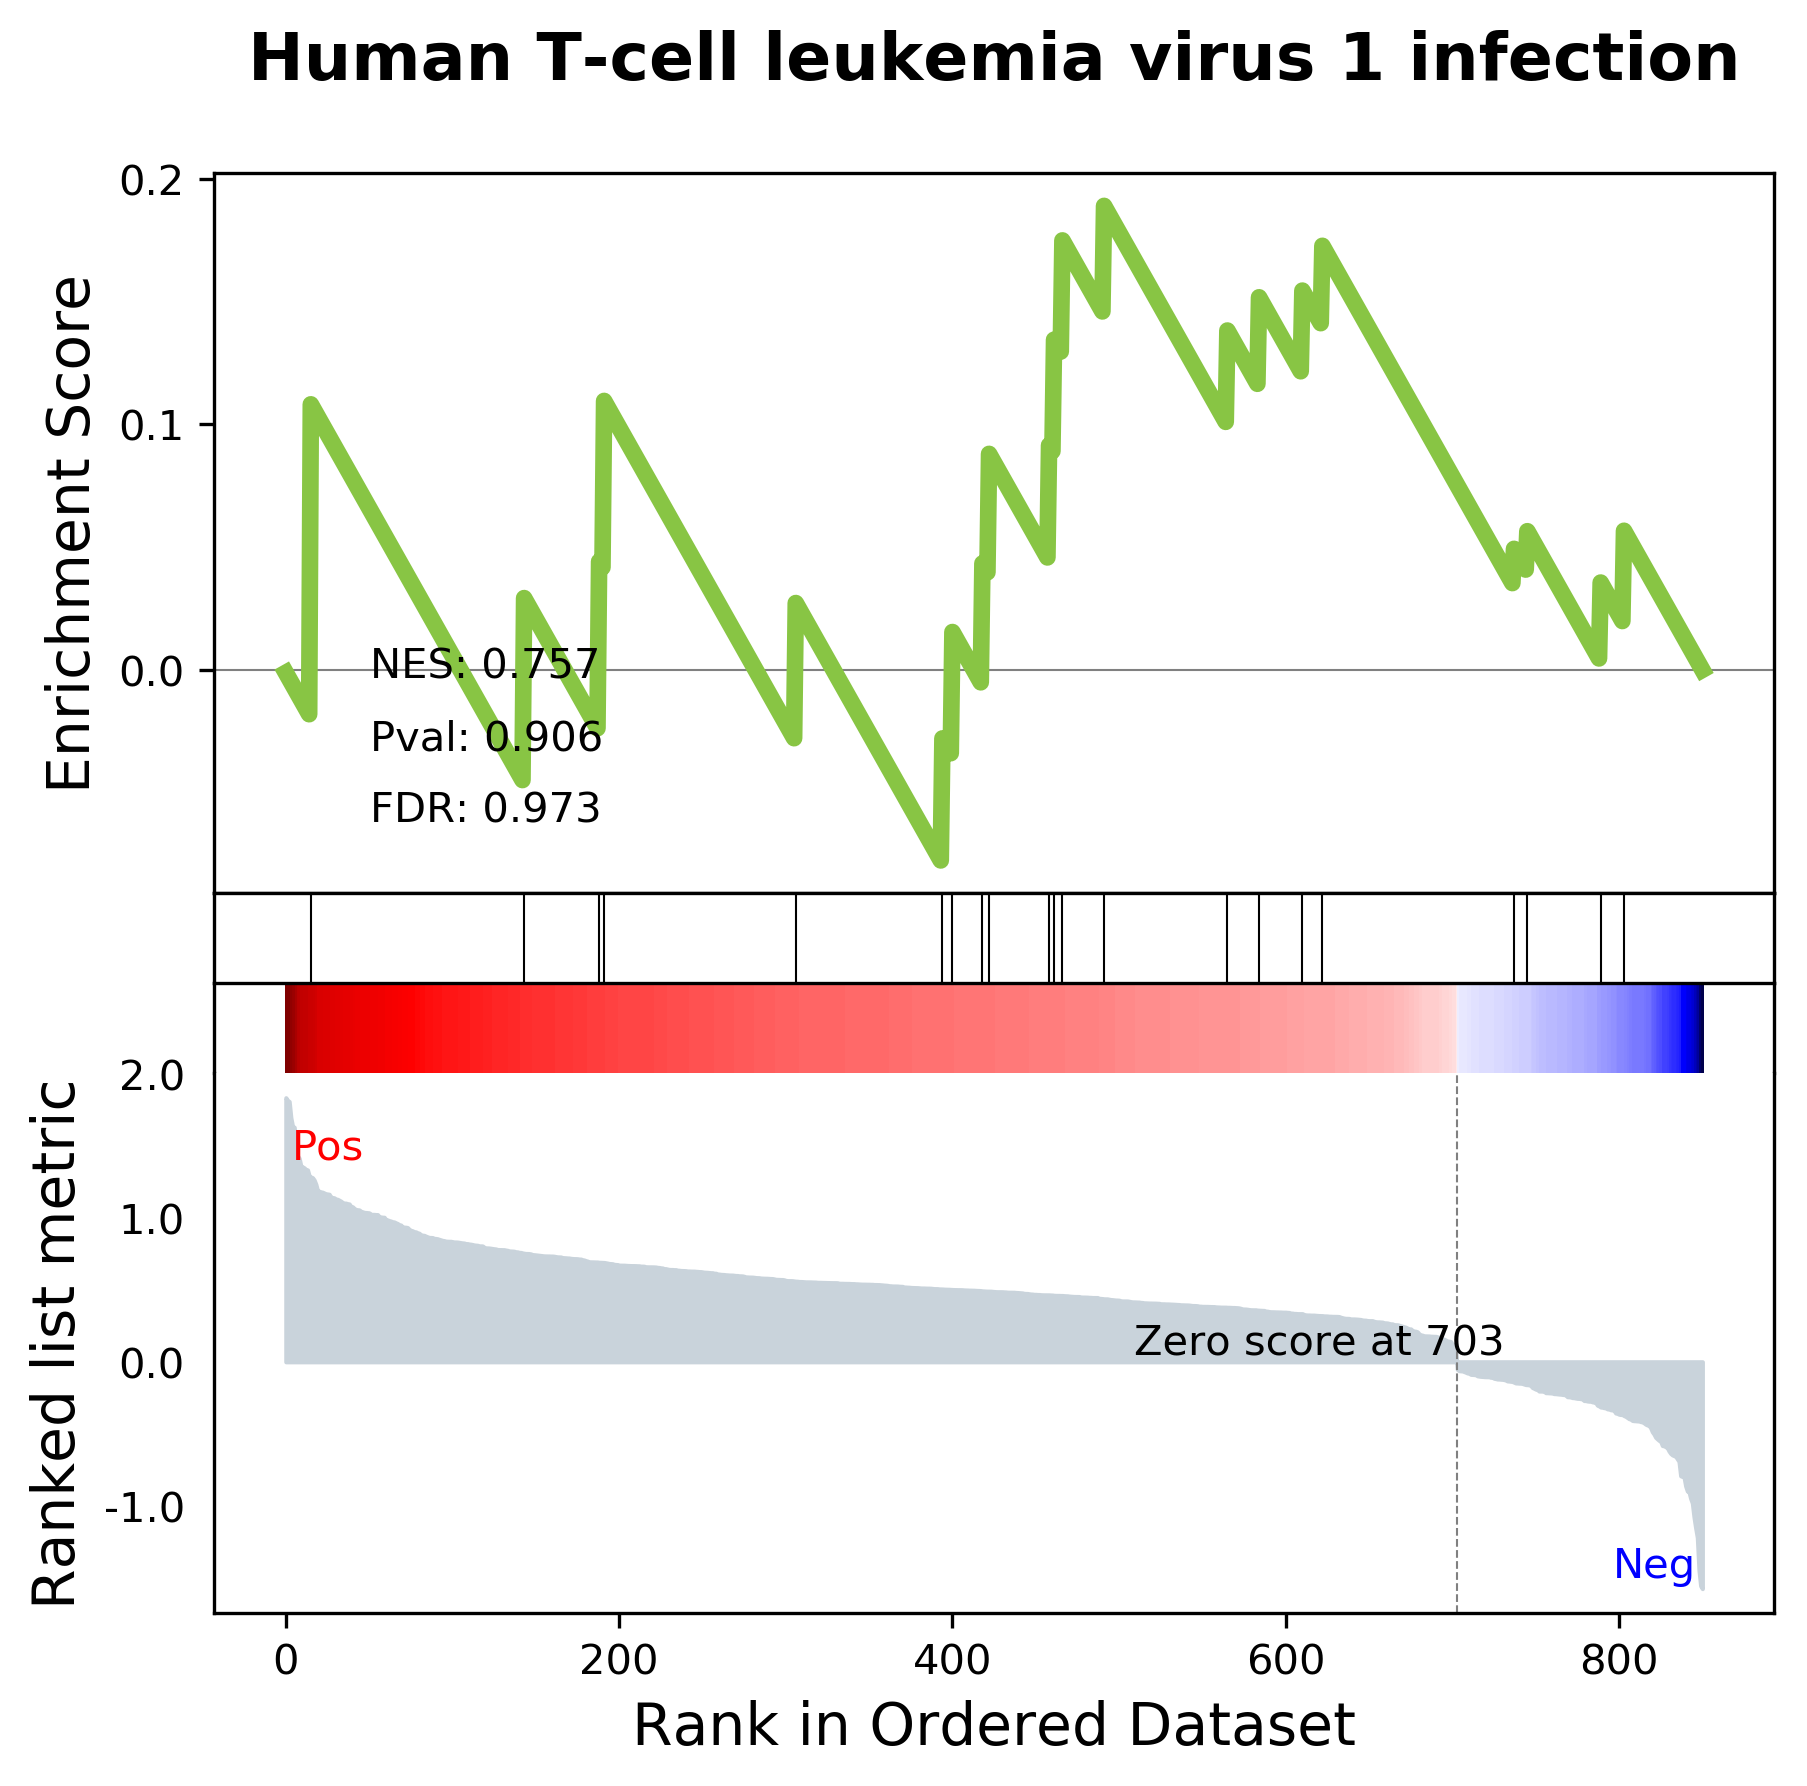 Human T-cell leukemia virus 1 infection
Enrichment Score
0.2
0.1
0.0
NES: 0.757
Pval: 0.906
FDR: 0.973
Ranked list metric
2.0
1.0
0.0
-1.0
Pos
Zero score at 703
Neg
0 200 400 600 800
Rank in Ordered Dataset